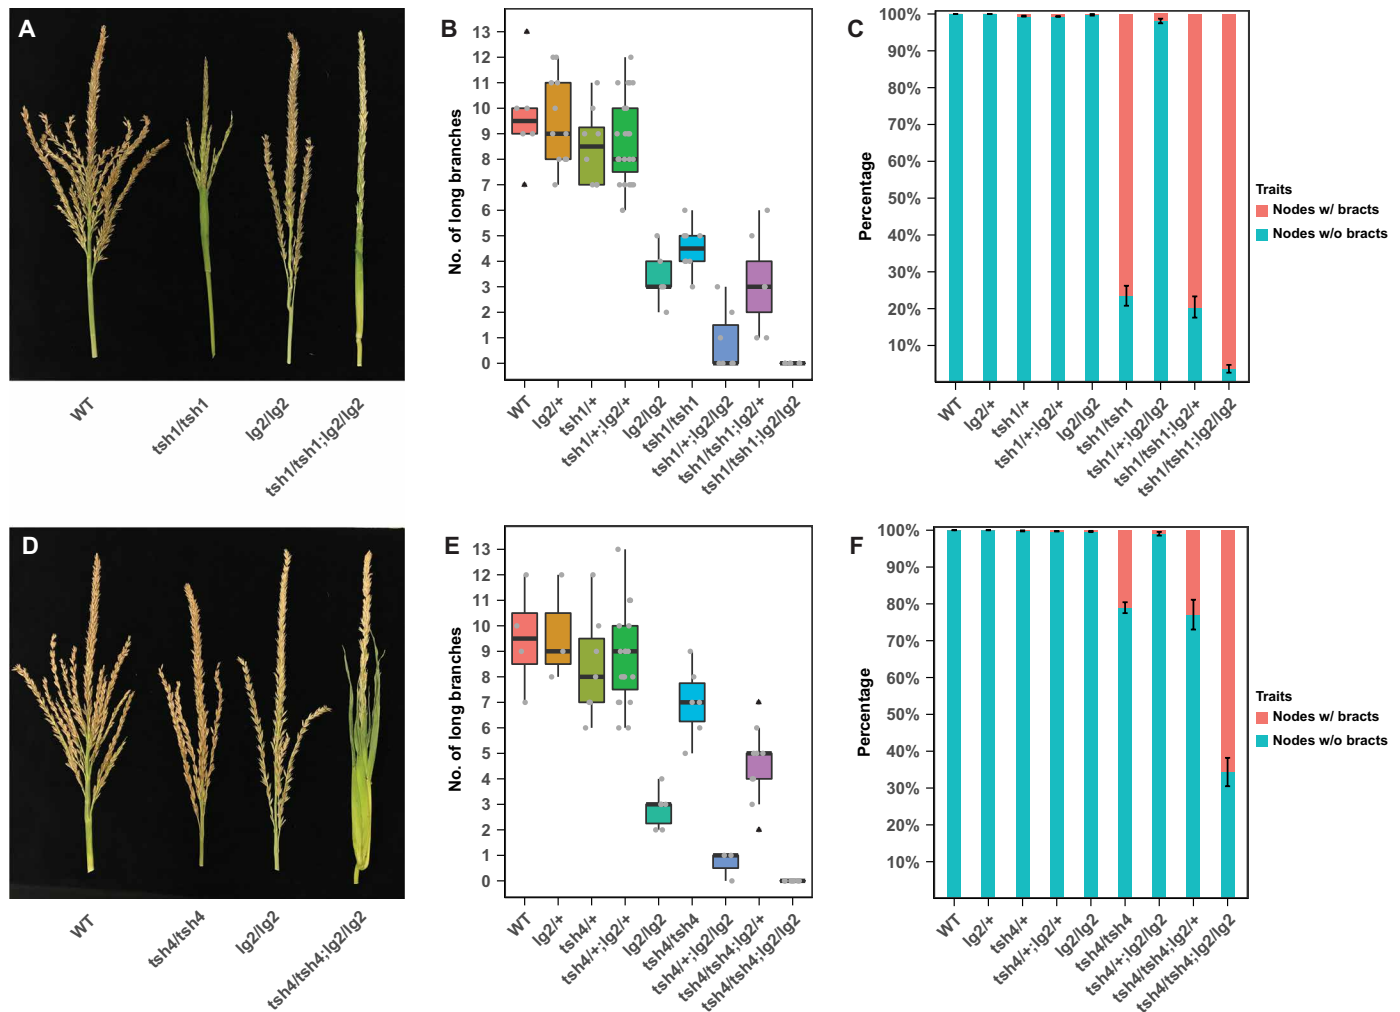 A
WT
tsh1/tsh1
lg2/lg2
tsh1/tsh1;lg2/lg2
B
No. of long branches
13
12
11
10
9
8
7
6
5
4
3
2
1
0
WT
lg2/+
tsh1/+
tsh1/+;lg2/+
lg2/lg2
tsh1/tsh1
tsh1/+;lg2/lg2
tsh1/tsh1;lg2/+
tsh1/tsh1;lg2/lg2
C
Percentage
100%
90%
80%
70%
60%
50%
40%
30%
20%
10%
WT
lg2/+
tsh1/+
tsh1/+;lg2/+
lg2/lg2
tsh1/tsh1
tsh1/+;lg2/lg2
tsh1/tsh1;lg2/+
tsh1/tsh1;lg2/lg2
Traits
Nodes w/ bracts
Nodes w/o bracts
D
WT
tsh4/tsh4
lg2/lg2
tsh4/tsh4;lg2/lg2
E
No. of long branches
13
12
11
10
9
8
7
6
5
4
3
2
1
0
WT
lg2/+
tsh4/+
tsh4/+;lg2/+
lg2/lg2
tsh4/tsh4
tsh4/+;lg2/lg2
tsh4/tsh4;lg2/+
tsh4/tsh4;lg2/lg2
F
Percentage
100%
90%
80%
70%
60%
50%
40%
30%
20%
10%
WT
lg2/+
tsh4/+
tsh4/+;lg2/+
lg2/lg2
tsh4/tsh4
tsh4/+;lg2/lg2
tsh4/tsh4;lg2/+
tsh4/tsh4;lg2/lg2
Traits
Nodes w/ bracts
Nodes w/o bracts